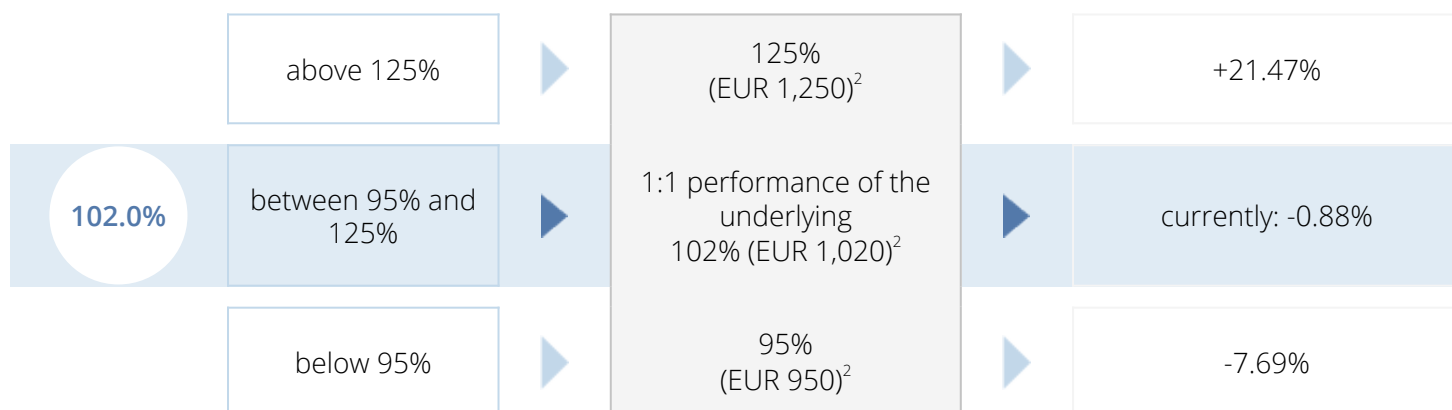 above 125%
125%
(EUR 1,250)²
+21.47%
102.0%
between 95% and
125%
1:1 performance of the
underlying
102% (EUR 1,020)²
currently: -0.88%
below 95%
95%
(EUR 950)²
-7.69%